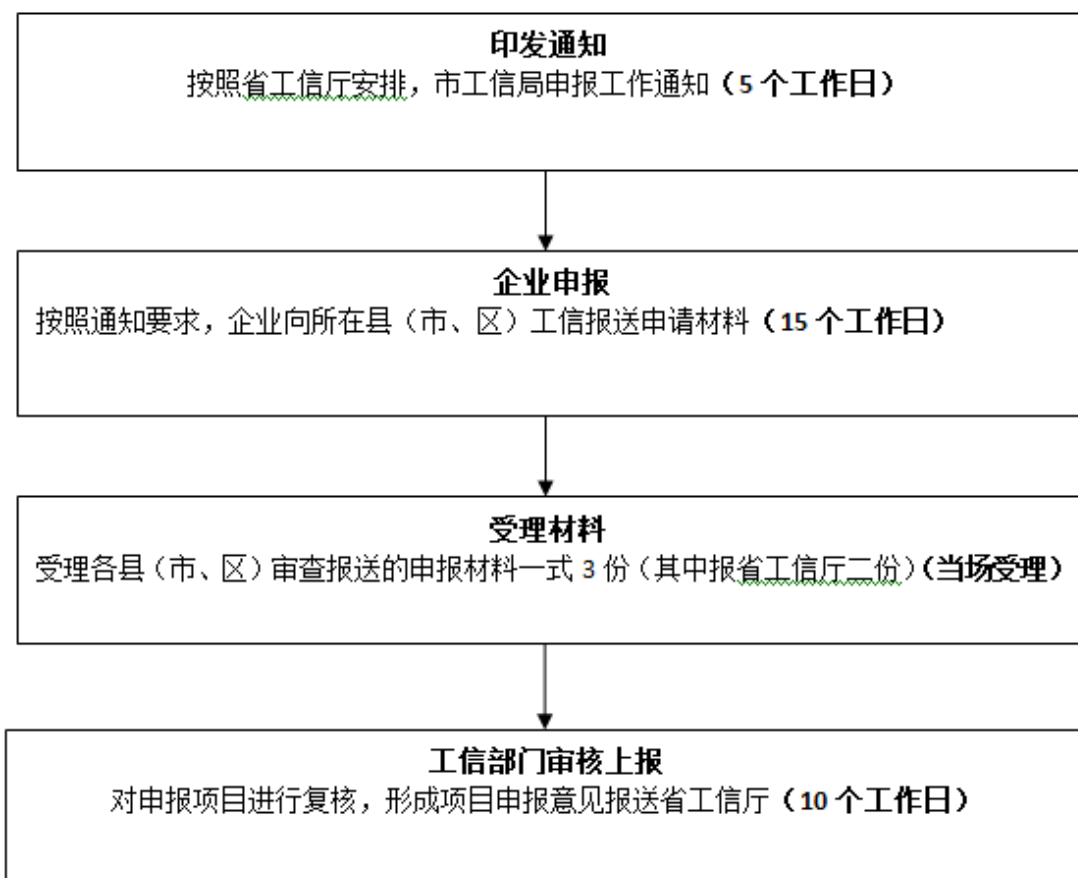 印发通知
按照省工信厅安排，市工信局申报工作通知（5 个工作日）
企业申报
按照通知要求，企业向所在县（市、区）工信报送申请材料（15 个工作日）
受理材料
受理各县（市、区）审查报送的申报材料一式 3 份（其中报省工信厅二份）（当场受理）
工信部门审核上报
对申报项目进行复核，形成项目申报意见报送省工信厅（10 个工作日）